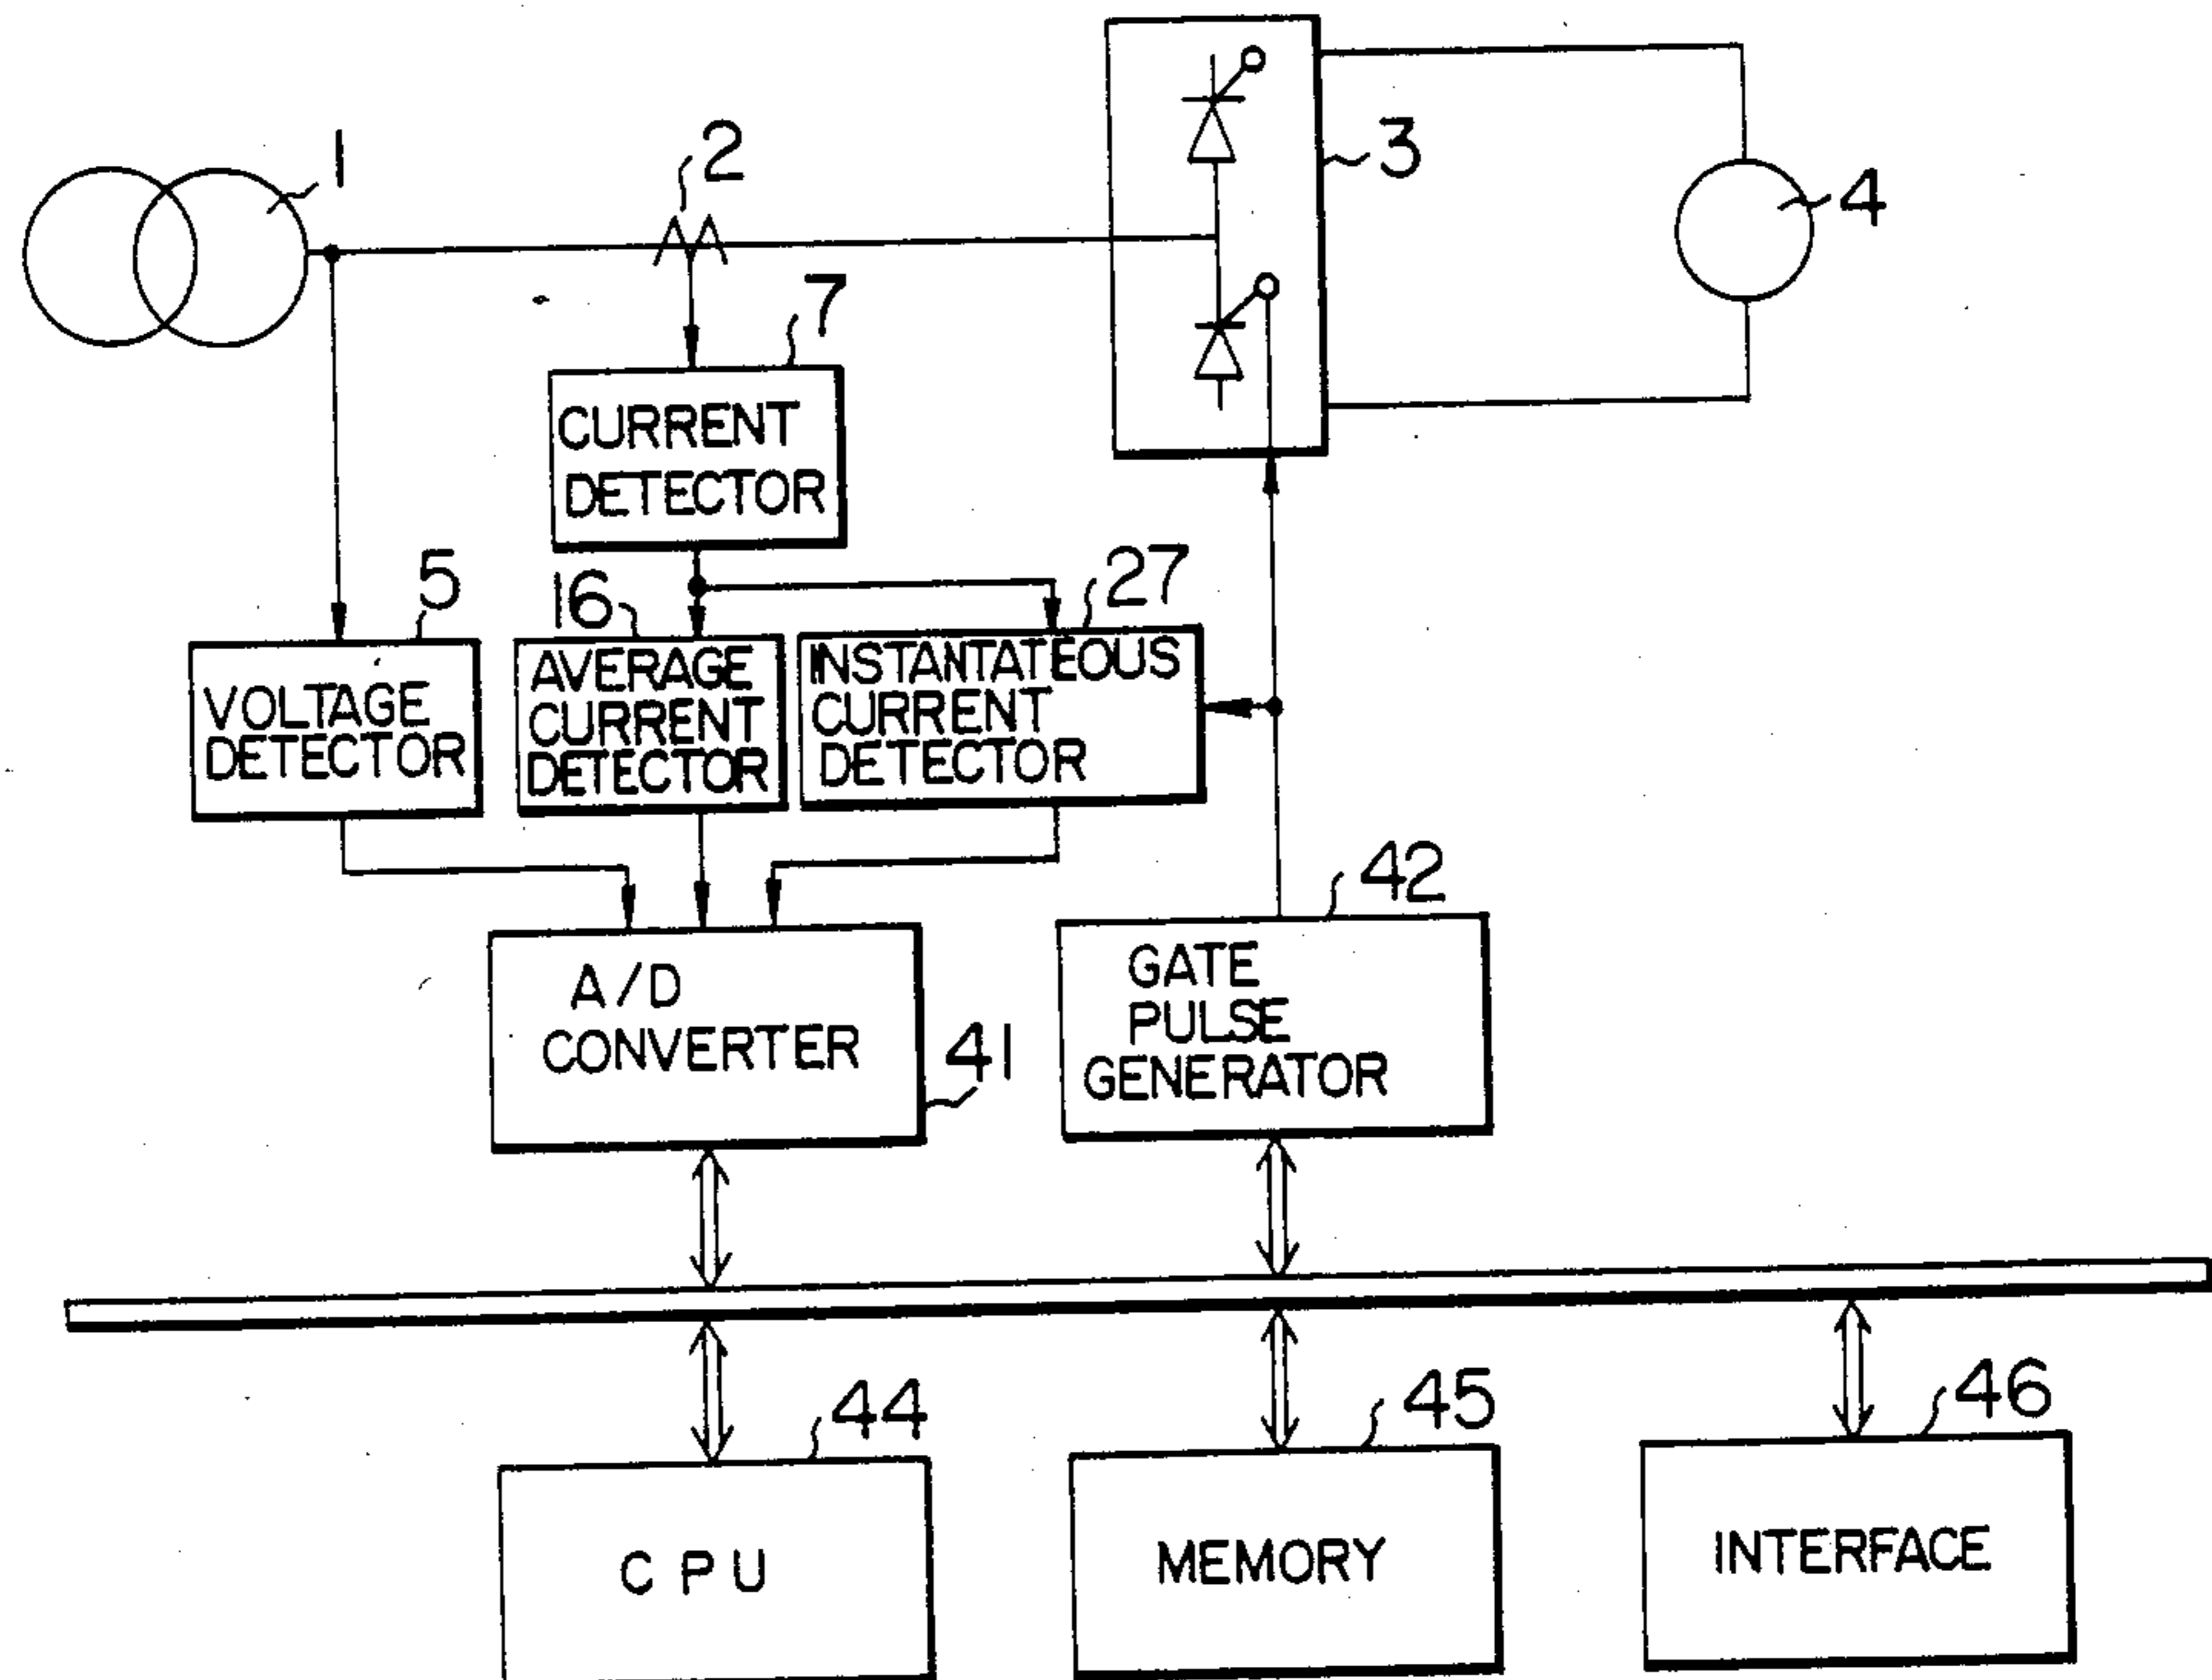 1
2
3
4
7
CURRENT
DETECTOR
5
16
27
VOLTAGE
DETECTOR
AVERAGE
CURRENT
DETECTOR
INSTANTATEOUS
CURRENT
DETECTOR
42
A/D
CONVERTER
41
GATE
PULSE
GENERATOR
44
45
46
CPU
MEMORY
INTERFACE